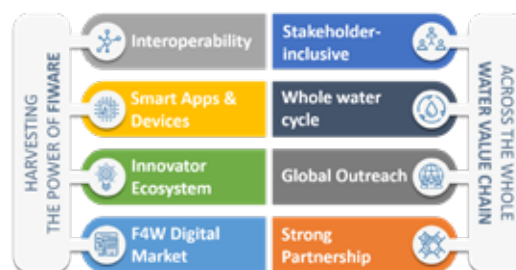 HARVESTING
THE POWER OF FIWARE
Interoperability
Smart Apps &
Devices
Innovator
Ecosystem
F4W Digital
Market
Stakeholder-
inclusive
Whole water
cycle
Global Outreach
Strong
Partnership
ACROSS THE WHOLE
WATER VALUE CHAIN